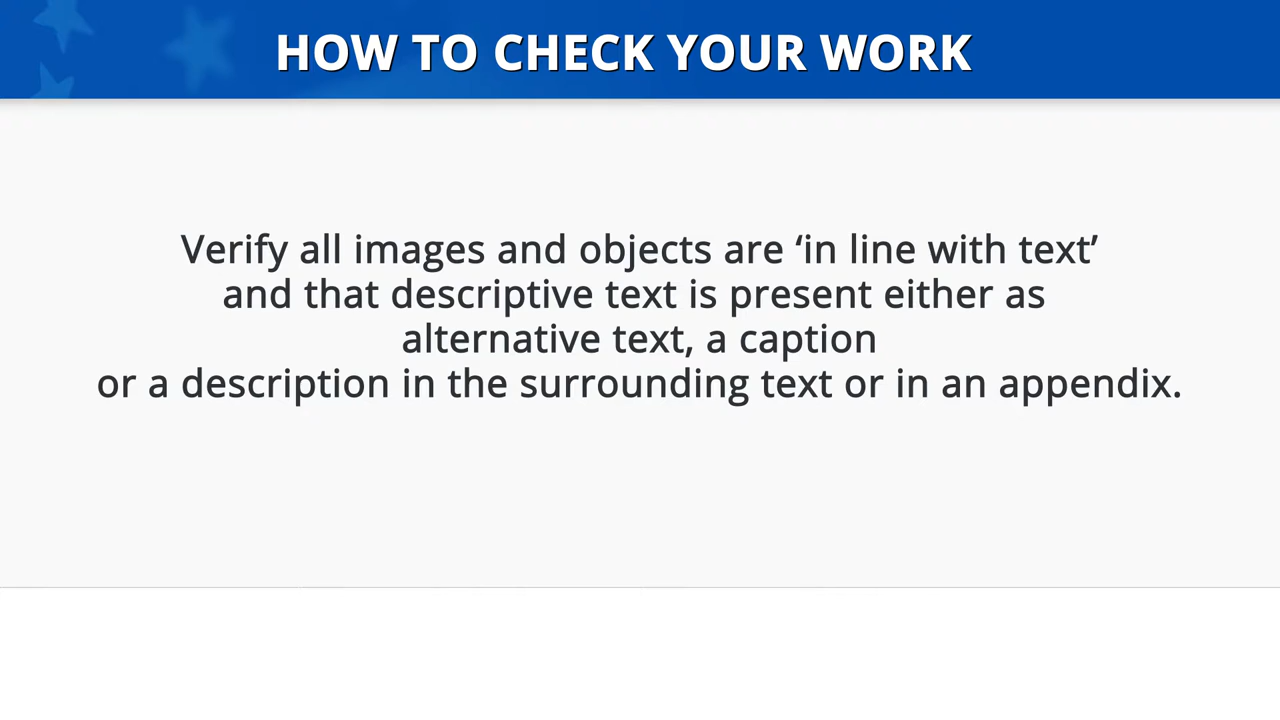 HOW TO CHECK YOUR WORK
Verify all images and objects are ‘in line with text’
and that descriptive text is present either as
alternative text, a caption
or a description in the surrounding text or in an appendix.